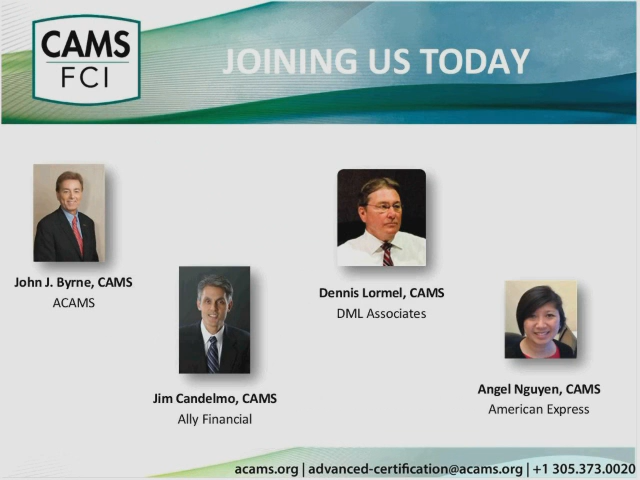 CAMS
FCI
JOINING US TODAY
John J. Byrne, CAMS
ACAMS
Dennis Lormel, CAMS
DML Associates
Jim Candelmo, CAMS
Ally Financial
Angel Nguyen, CAMS
American Express
acams.org | advanced-certification@acams.org | +1 305.373.0020